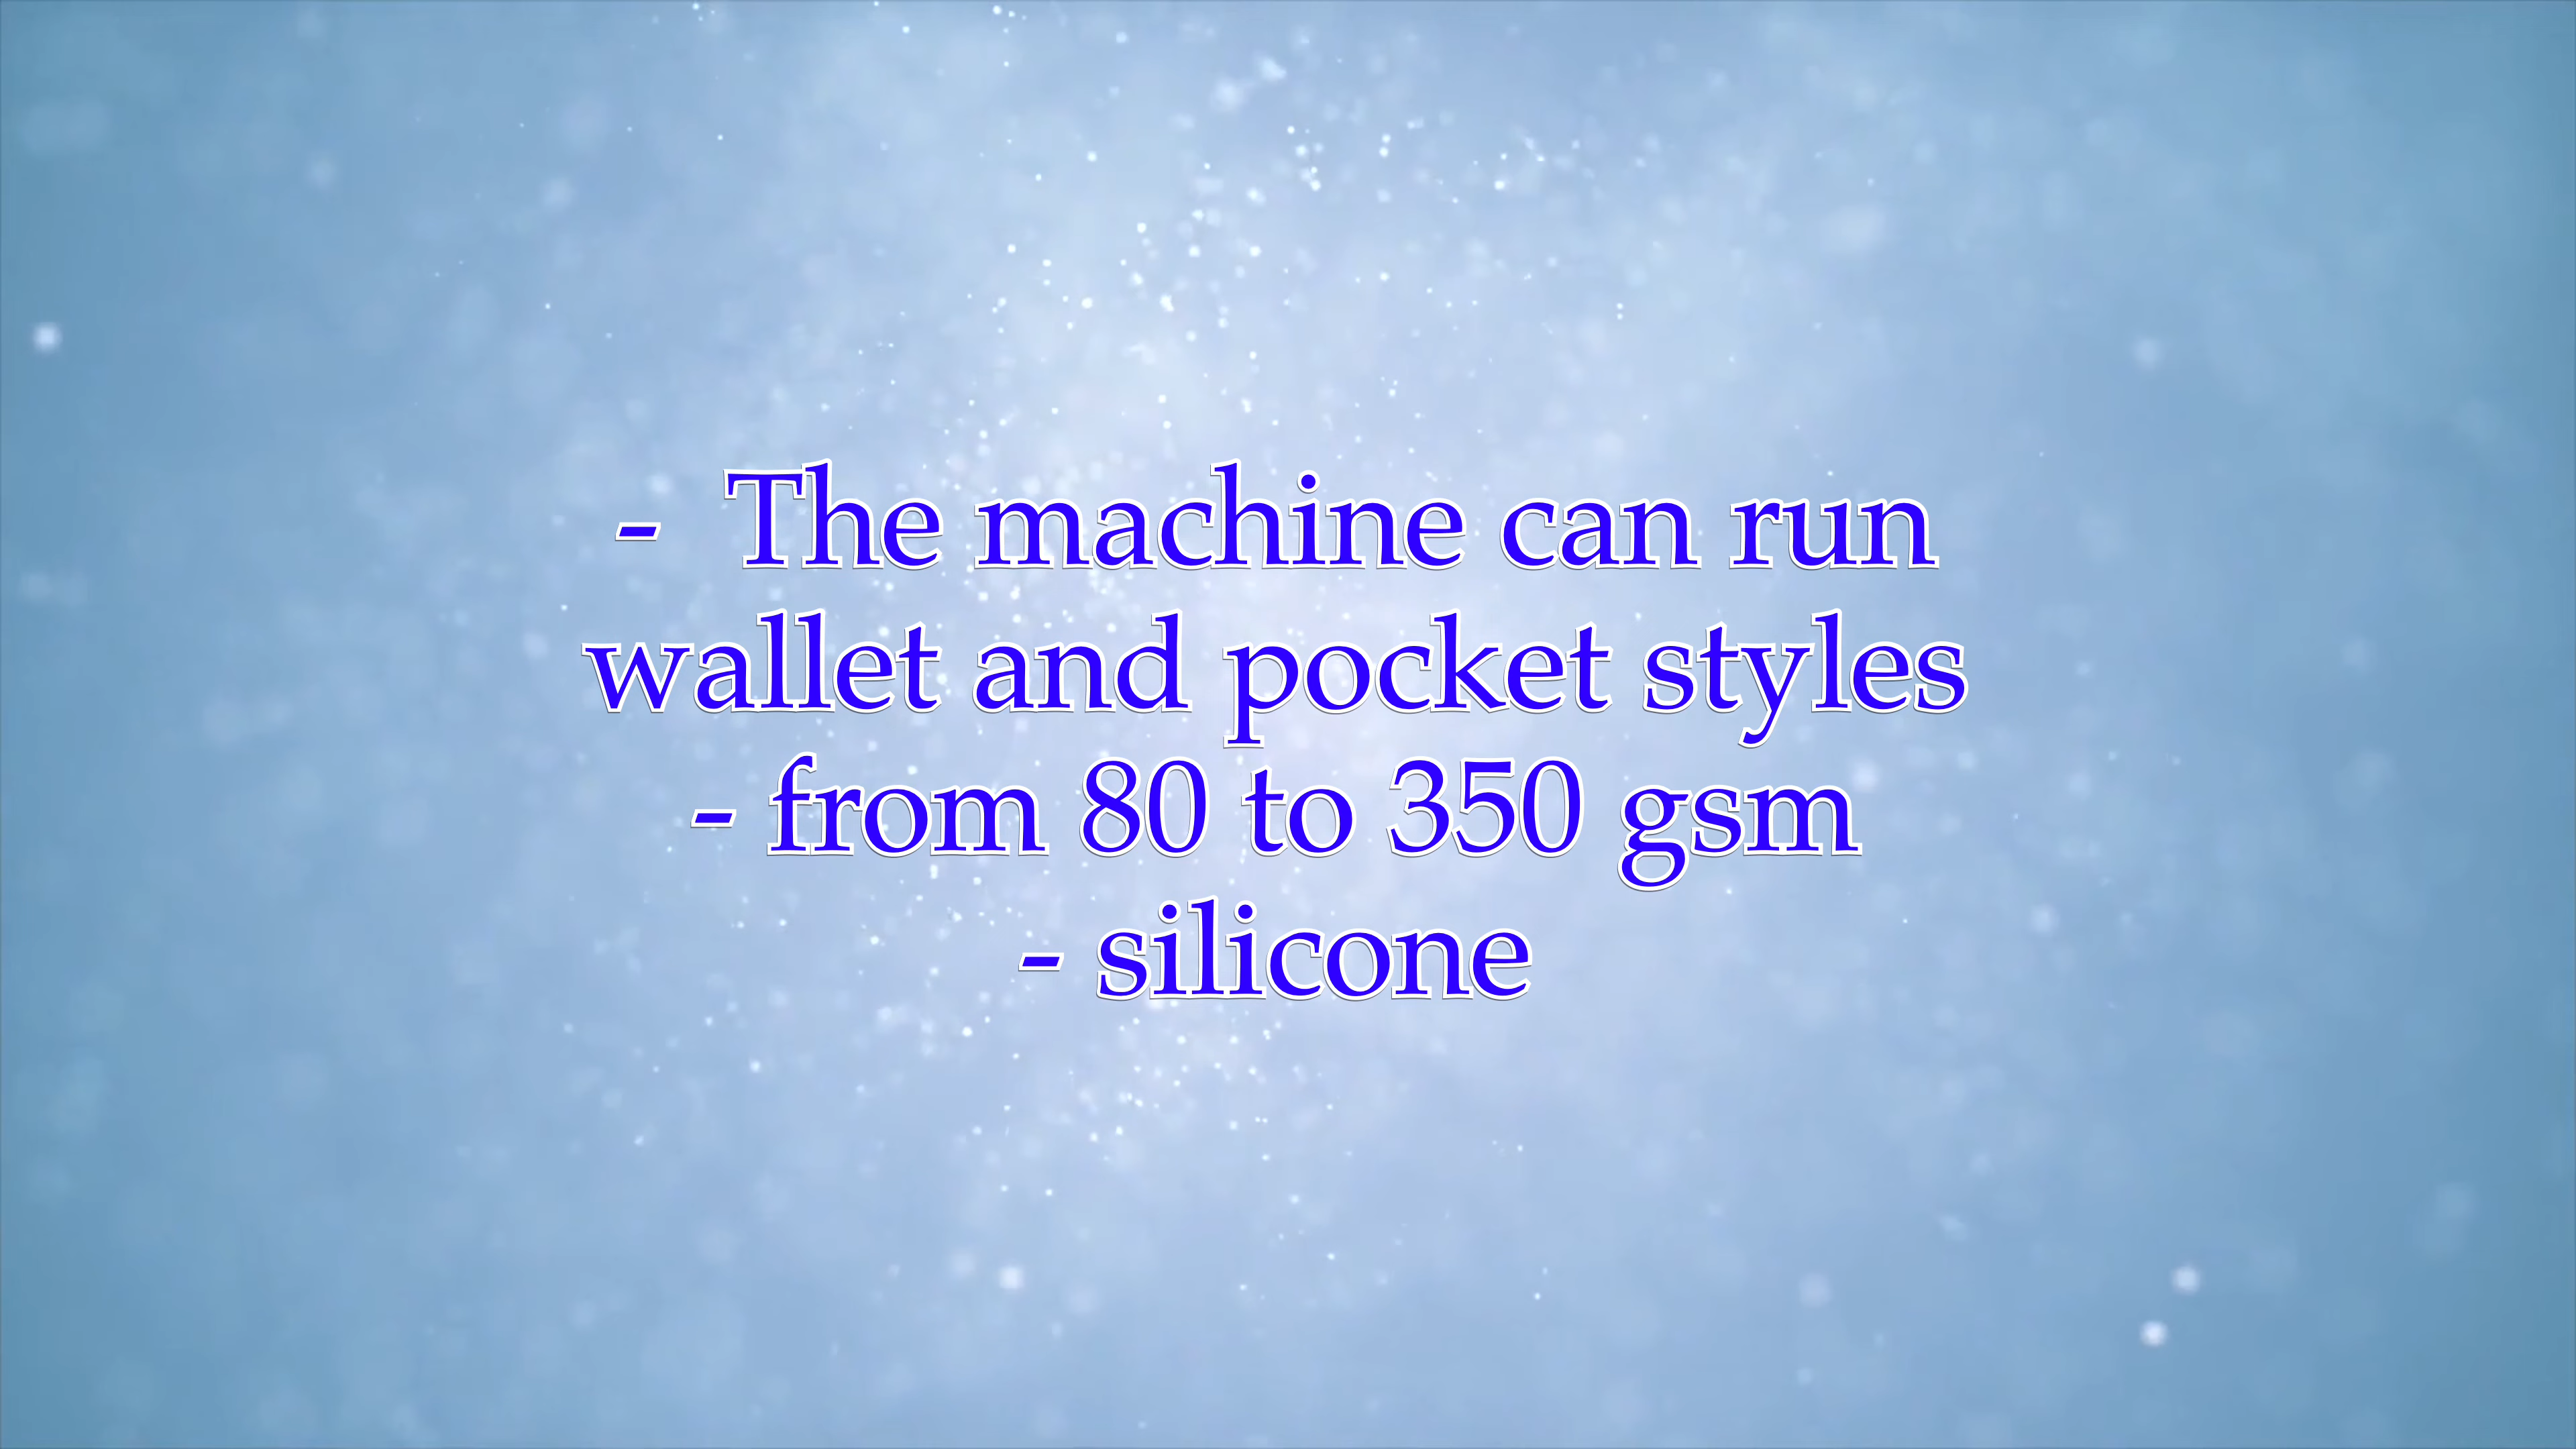 - The machine can run
wallet and pocket styles
- from 80 to 350 gsm
- silicone